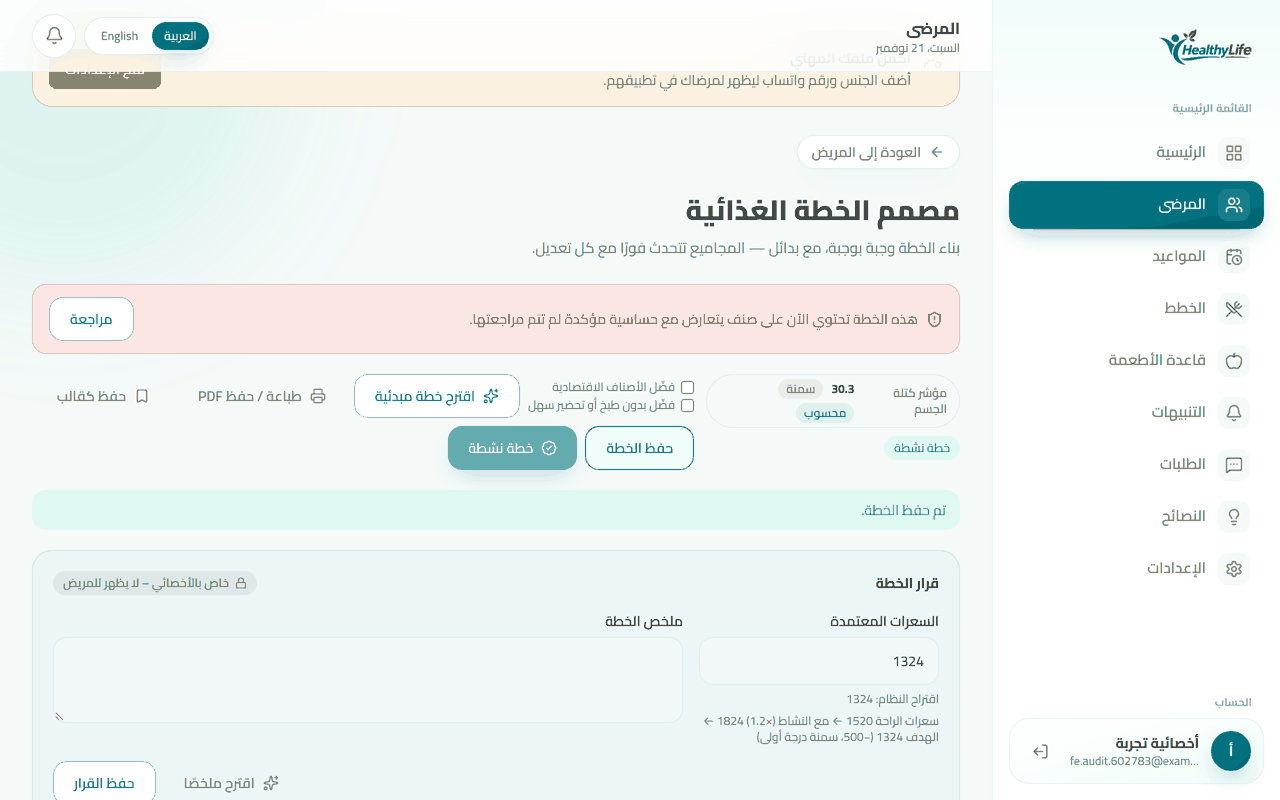 HealthyLife
القائمة الرئيسية
الرئيسية
المرضى
المواعيد
الخطط
قاعدة الأطعمة
التنبيهات
الطلبات
النصائح
الإعدادات
الحساب
أ
أخصائية تجربة
fe.audit.602783@exam...
المرضى
السبت، 21 نوفمبر
العربية
English
أكمل ملفك المهني
أضف الجنس ورقم واتساب ليظهر لمرضاك في تطبيقهم.
العودة إلى المريض
مصمم الخطة الغذائية
بناء الخطة وجبة بوجبة، مع بدائل — المجاميع تتحدث فورًا مع كل تعديل.
هذه الخطة تحتوي الآن على صنف يتعارض مع حساسية مؤكدة لم تتم مراجعتها.
مراجعة
مؤشر كتلة الجسم
30.3
سمنة
محسوب
فضّل الأصناف الاقتصادية
فضّل بدون طبخ أو تحضير سهل
اقترح خطة مبدئية
طباعة / حفظ PDF
حفظ كقالب
خطة نشطة
حفظ الخطة
خطة نشطة
تم حفظ الخطة.
قرار الخطة
خاص بالأخصائي – لا يظهر للمريض
السعرات المعتمدة
1324
اقتراح النظام: 1324
سعرات الراحة 1520 ← مع النشاط (×1.2) 1824 ←
الهدف 1324 (−500، سمنة درجة أولى)
ملخص الخطة
اقترح ملخصًا
حفظ القرار